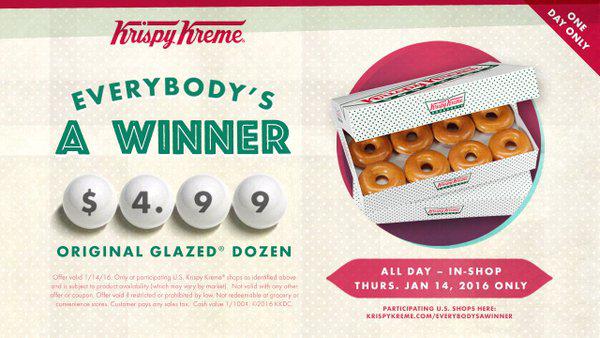 Krispy Kreme
ONE
DAY ONLY
EVERYBODY'S
A WINNER
$ 4. 9 9
ORIGINAL GLAZED® DOZEN
Offer valid 1/14/16. Only at participating U.S. Krispy Kreme® shops as identified above
and is subject to product availability (which may vary by market). Not valid with any other
offer or coupon. Offer void if restricted or prohibited by law. Not redeemable at grocery or
convenience stores. Customer pays any sales tax. Cash value 1/100¢. ©2016 KKDC.
Krispy Kreme
Krispy Kreme
ALL DAY – IN-SHOP
THURS. JAN 14, 2016 ONLY
PARTICIPATING U.S. SHOPS HERE:
KRISPYKREME.COM/EVERYBODYSAWINNER